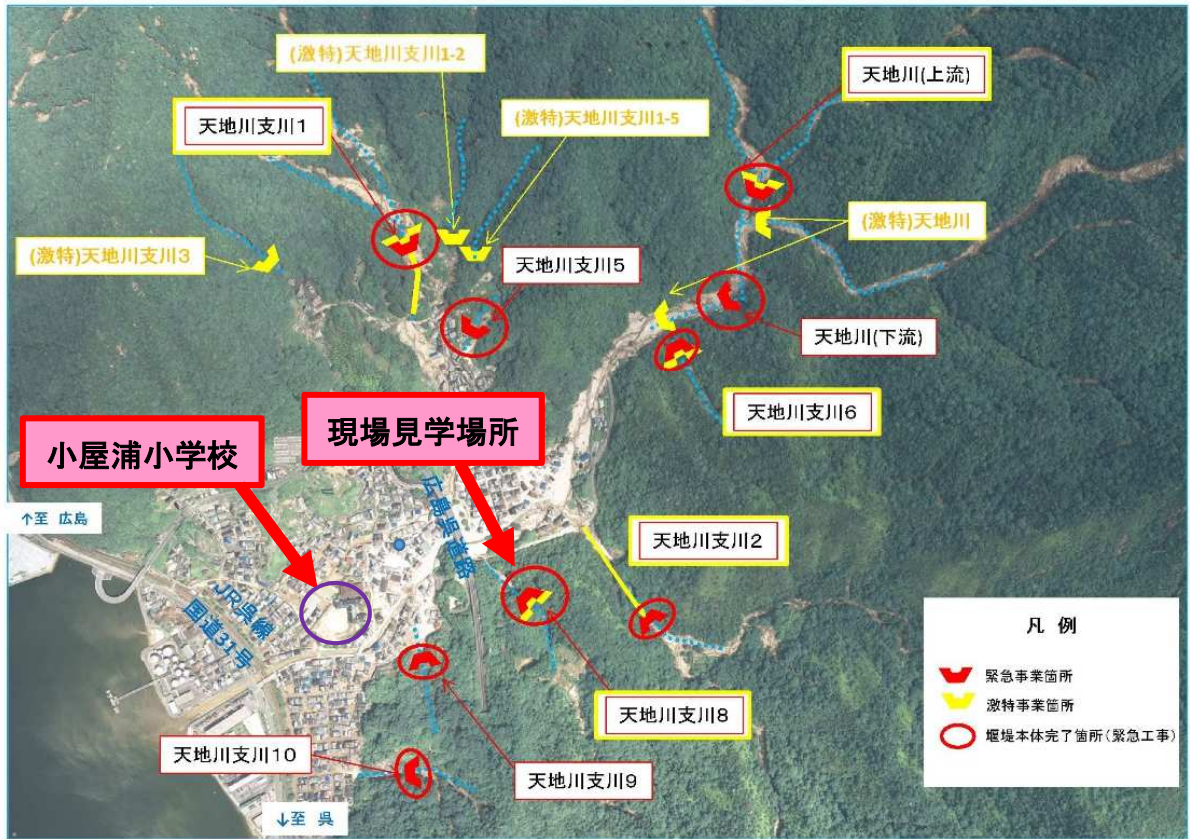 (激特)天地川支川1-2
天地川(上流)
天地川支川1
(激特)天地川支川1-5
(激特)天地川
(激特)天地川支川3
天地川支川5
天地川(下流)
天地川支川6
現場見学場所
小屋浦小学校
広島呉道路
↑至 広島
天地川支川2
JR呉線
国道31号
凡 例
緊急事業箇所
激特事業箇所
堰堤本体完了箇所(緊急工事)
天地川支川8
天地川支川10
天地川支川9
↓至 呉